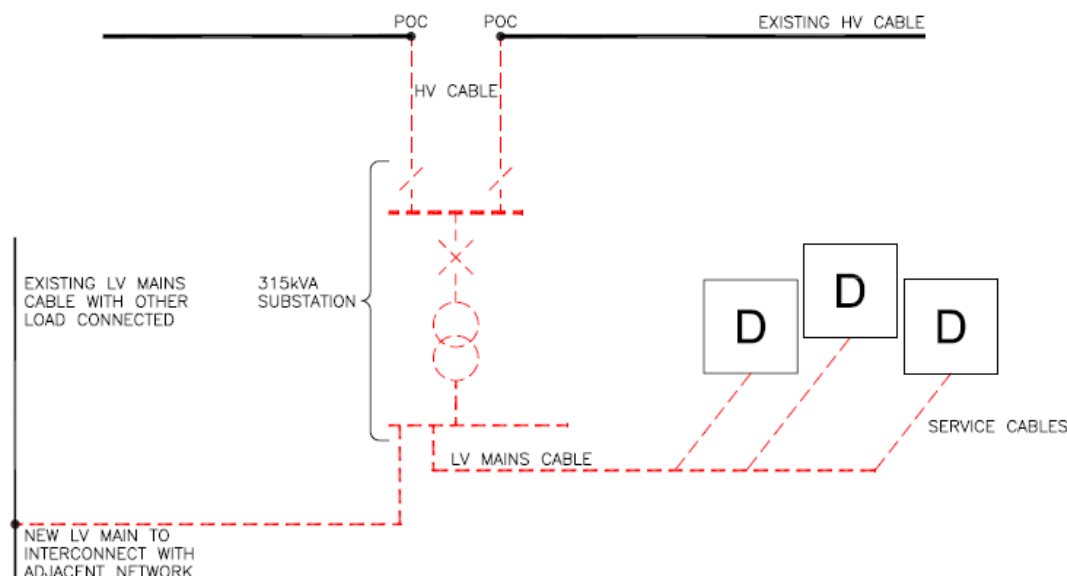 POC
POC
EXISTING HV CABLE
HV CABLE
EXISTING LV MAINS
CABLE WITH OTHER
LOAD CONNECTED
315kVA
SUBSTATION
D
D
D
SERVICE CABLES
LV MAINS CABLE
NEW LV MAIN TO
INTERCONNECT WITH
ADJACENT NETWORK